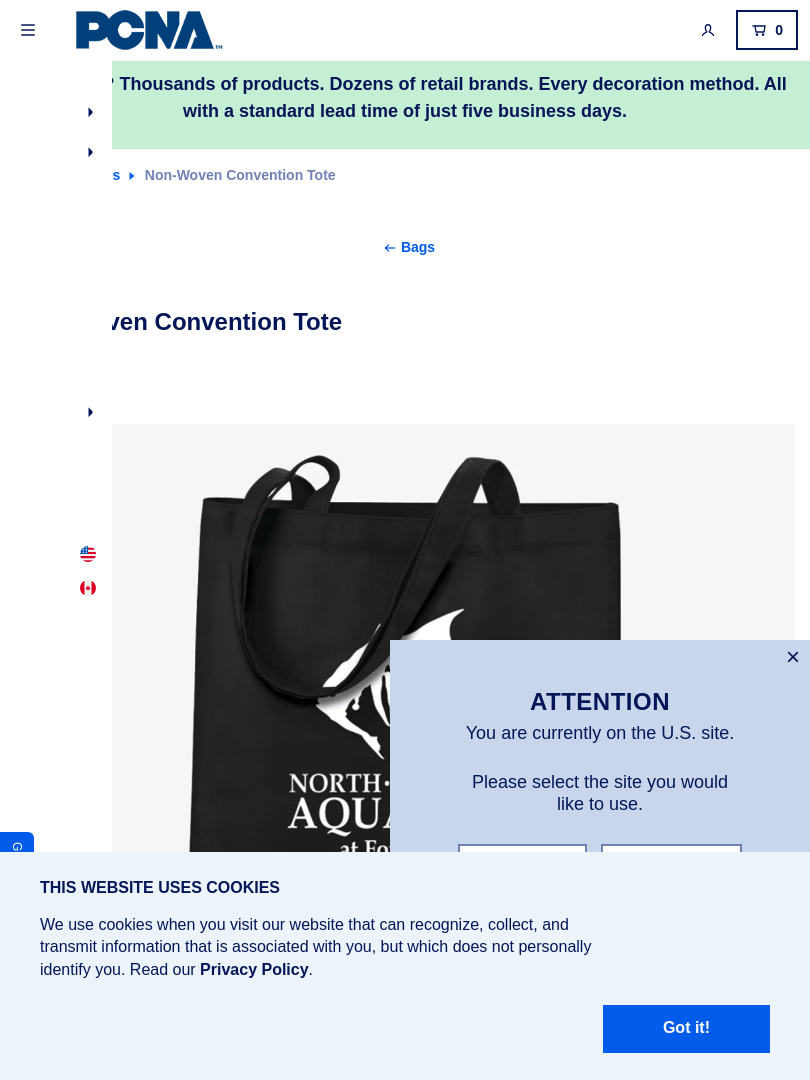 PCNA™
0
? Thousands of products. Dozens of retail brands. Every decoration method. All
with a standard lead time of just five business days.
s Non-Woven Convention Tote
Bags
ven Convention Tote
NORTH
AQUA
at Fo
ATTENTION
You are currently on the U.S. site.
Please select the site you would
like to use.
G
THIS WEBSITE USES COOKIES
We use cookies when you visit our website that can recognize, collect, and
transmit information that is associated with you, but which does not personally
identify you. Read our Privacy Policy.
Got it!